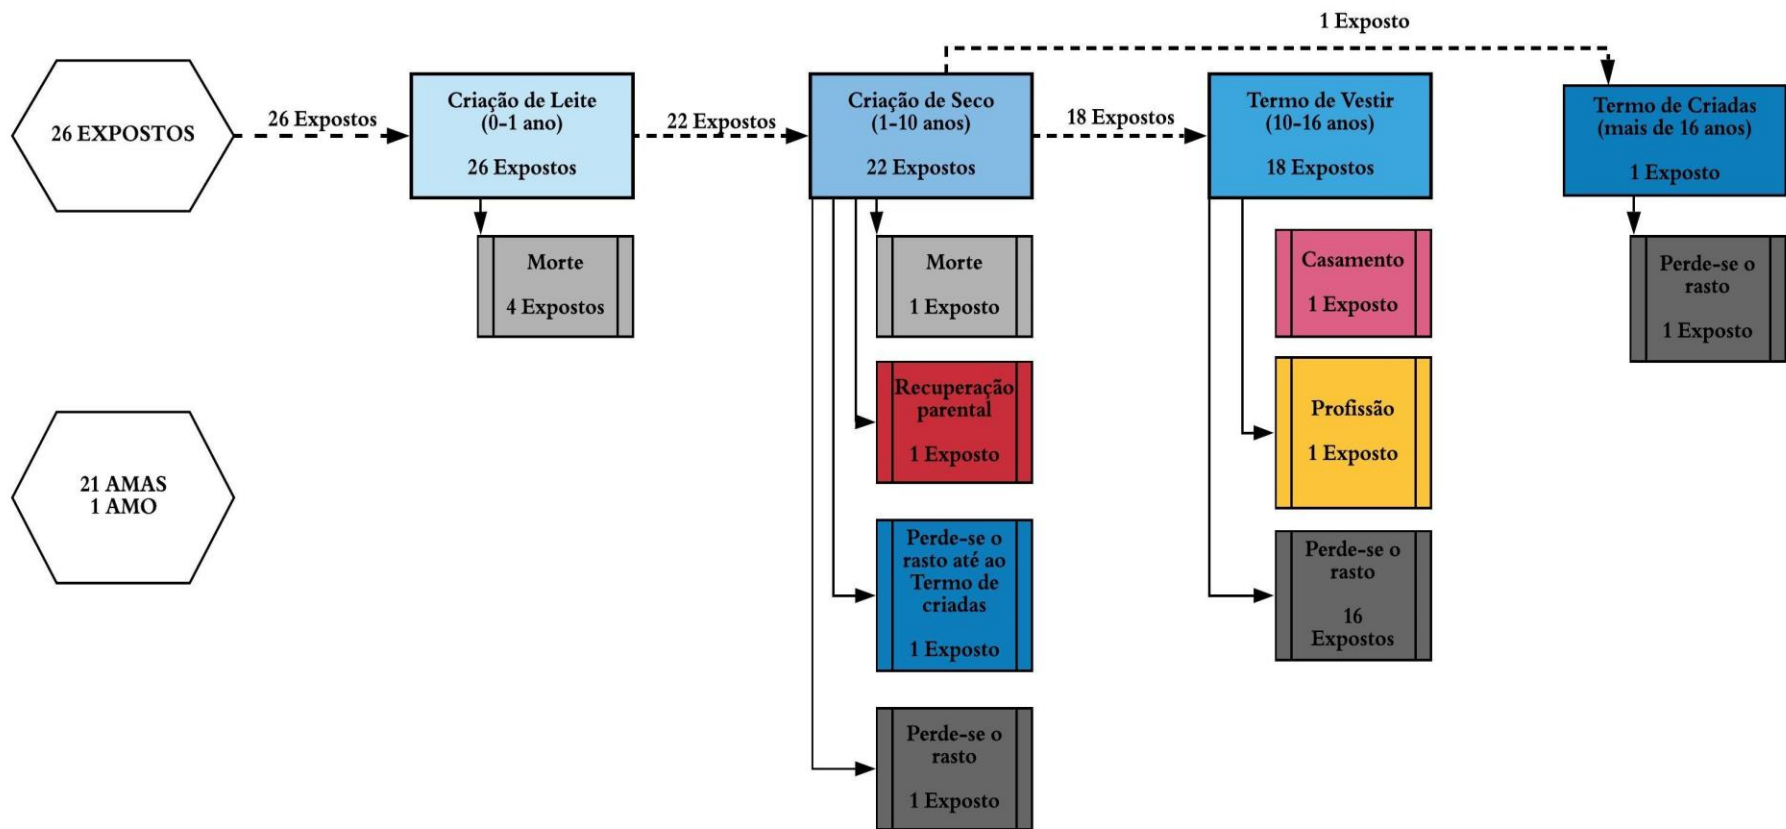 1 Exposto
26 EXPOSTOS
26 Expostos
Criação de Leite
(0-1 ano)
26 Expostos
22 Expostos
Criação de Seco
(1-10 anos)
22 Expostos
18 Expostos
Termo de Vestir
(10-16 anos)
18 Expostos
Termo de Criadas
(mais de 16 anos)
1 Exposto
Morte
4 Expostos
Morte
1 Exposto
Casamento
1 Exposto
Perde-se o
rasto
1 Exposto
Recuperação
parental
1 Exposto
Profissão
1 Exposto
21 AMAS
1 AMO
Perde-se o
rasto até ao
Termo de
criadas
1 Exposto
Perde-se o
rasto
16
Expostos
Perde-se o
rasto
1 Exposto